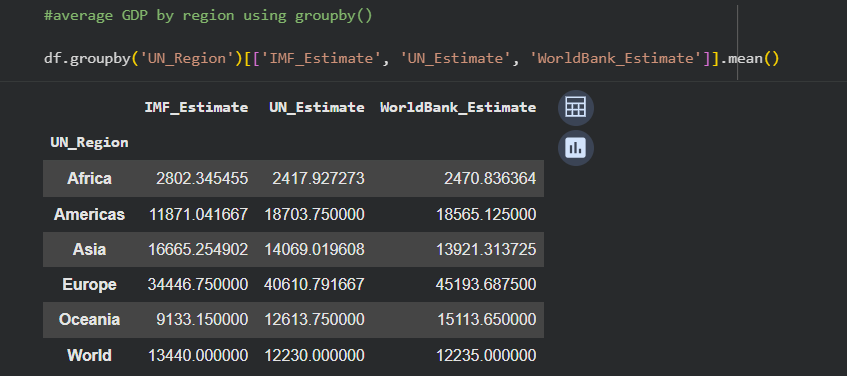 #average GDP by region using groupby()
df.groupby('UN_Region')[['IMF_Estimate', 'UN_Estimate', 'WorldBank_Estimate']].mean()
IMF_Estimate UN_Estimate WorldBank_Estimate
UN_Region
Africa 2802.345455 2417.927273 2470.836364
Americas 11871.041667 18703.750000 18565.125000
Asia 16665.254902 14069.019608 13921.313725
Europe 34446.750000 40610.791667 45193.687500
Oceania 9133.150000 12613.750000 15113.650000
World 13440.000000 12230.000000 12235.000000